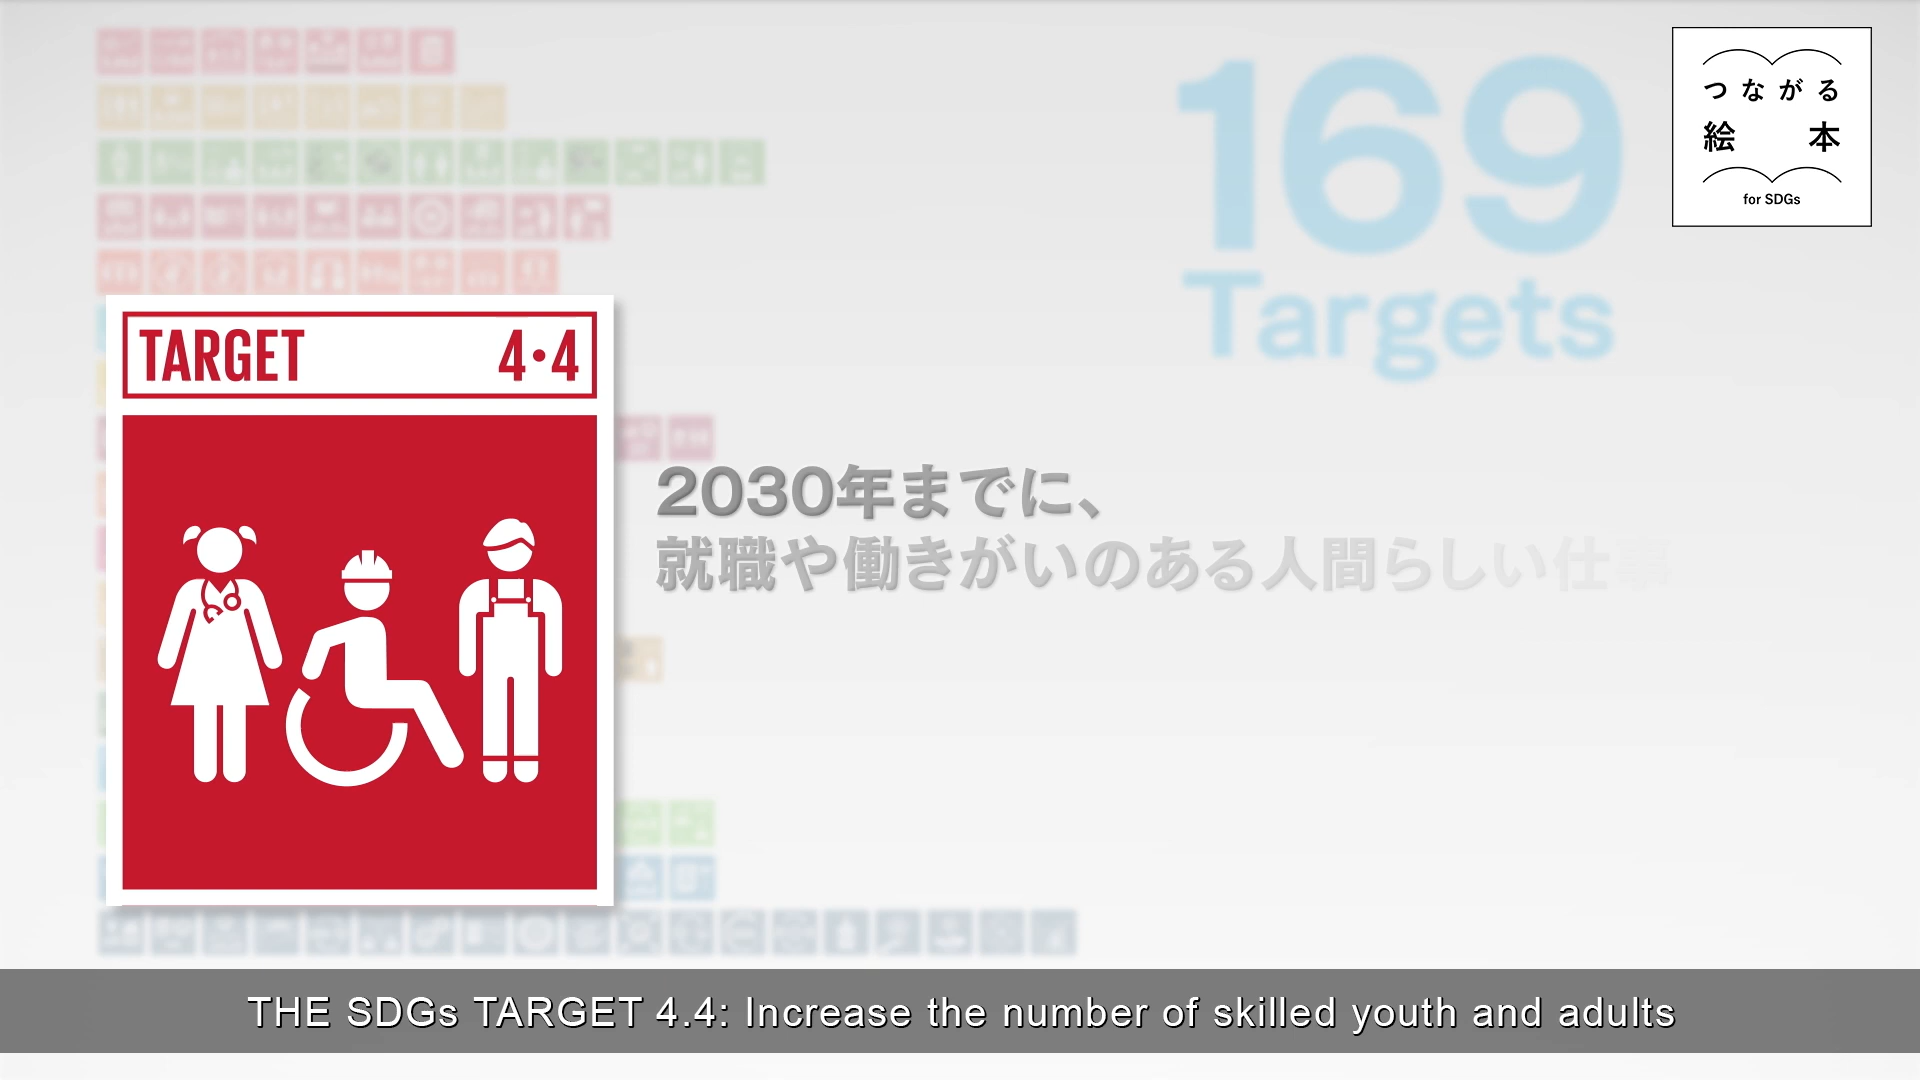 169
Targets
つながる
絵本
for SDGs
TARGET 4・4
2030年までに、
就職や働きがいのある人間らしい仕事
THE SDGs TARGET 4.4: Increase the number of skilled youth and adults